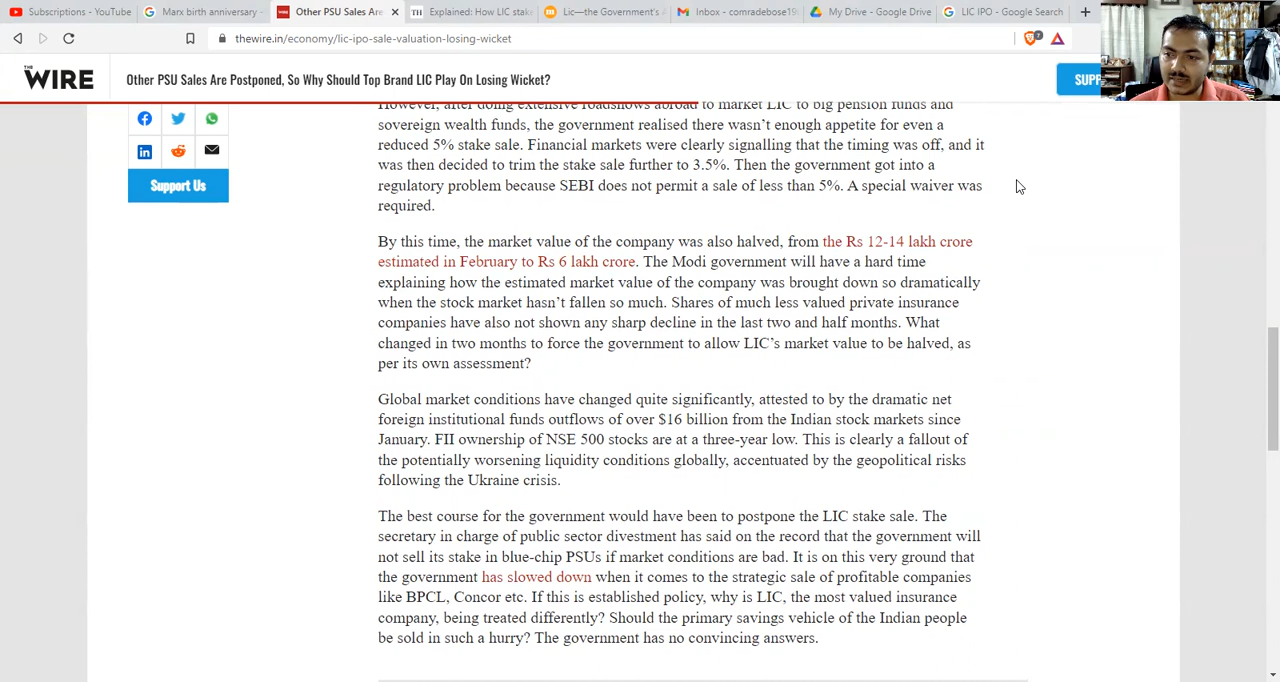 Subscriptions - YouTube
Marx birth anniversary -
Other PSU Sales Are
Explained: How LIC stak
Lic—the Government's
Inbox - comradebose19
My Drive - Google Drive
LIC IPO - Google Search
thewire.in/economy/lic-ipo-sale-valuation-losing-wicket
7
THE WIRE
Other PSU Sales Are Postponed, So Why Should Top Brand LIC Play On Losing Wicket?
SUPP
However, after doing extensive roadshows abroad to market LIC to big pension funds and
sovereign wealth funds, the government realised there wasn't enough appetite for even a
reduced 5% stake sale. Financial markets were clearly signalling that the timing was off, and it
was then decided to trim the stake sale further to 3.5%. Then the government got into a
regulatory problem because SEBI does not permit a sale of less than 5%. A special waiver was
required.
Support Us
By this time, the market value of the company was also halved, from the Rs 12-14 lakh crore
estimated in February to Rs 6 lakh crore. The Modi government will have a hard time
explaining how the estimated market value of the company was brought down so dramatically
when the stock market hasn't fallen so much. Shares of much less valued private insurance
companies have also not shown any sharp decline in the last two and half months. What
changed in two months to force the government to allow LIC's market value to be halved, as
per its own assessment?
Global market conditions have changed quite significantly, attested to by the dramatic net
foreign institutional funds outflows of over $16 billion from the Indian stock markets since
January. FII ownership of NSE 500 stocks are at a three-year low. This is clearly a fallout of
the potentially worsening liquidity conditions globally, accentuated by the geopolitical risks
following the Ukraine crisis.
The best course for the government would have been to postpone the LIC stake sale. The
secretary in charge of public sector divestment has said on the record that the government will
not sell its stake in blue-chip PSUs if market conditions are bad. It is on this very ground that
the government has slowed down when it comes to the strategic sale of profitable companies
like BPCL, Concor etc. If this is established policy, why is LIC, the most valued insurance
company, being treated differently? Should the primary savings vehicle of the Indian people
be sold in such a hurry? The government has no convincing answers.